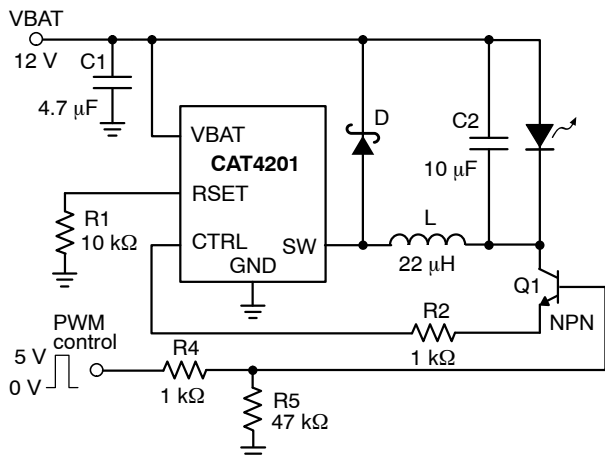 VBAT
12 V
C1
4.7 μF
VBAT
CAT4201
RSET
CTRL
SW
GND
D
C2
10 μF
L
22 μH
R1
10 kΩ
Q1
NPN
R2
1 kΩ
PWM
control
5 V
0 V
R4
1 kΩ
R5
47 kΩ